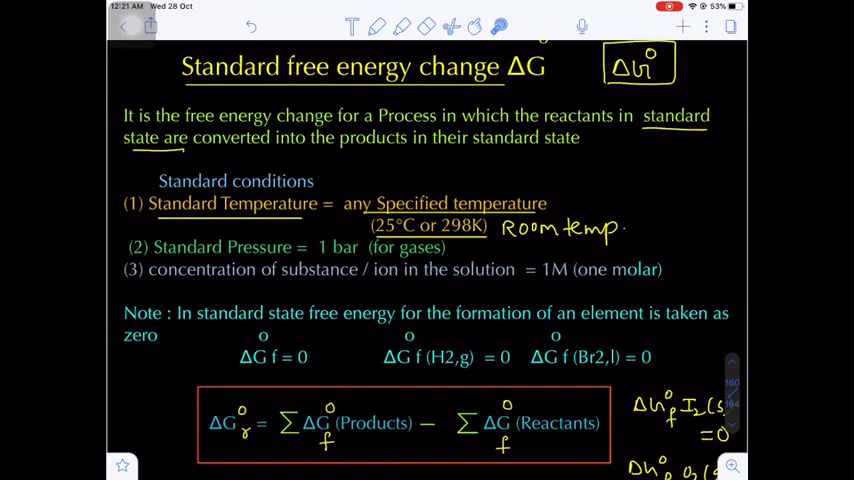 12:21 AM Wed 28 Oct
53%
Standard free energy change ΔG
ΔG°
It is the free energy change for a Process in which the reactants in standard
state are converted into the products in their standard state
Standard conditions
(1) Standard Temperature = any Specified temperature
(25°C or 298K) Room temp.
(2) Standard Pressure = 1 bar (for gases)
(3) concentration of substance / ion in the solution = 1M (one molar)
Note : In standard state free energy for the formation of an element is taken as
zero
o o o
ΔG f = 0 ΔG f (H2,g) = 0 ΔG f (Br2,l) = 0
ΔG°r = Σ ΔG°f (Products) − Σ ΔG°f (Reactants)
ΔG°f I2(s
= 0
ΔG°f O2(g
160
164